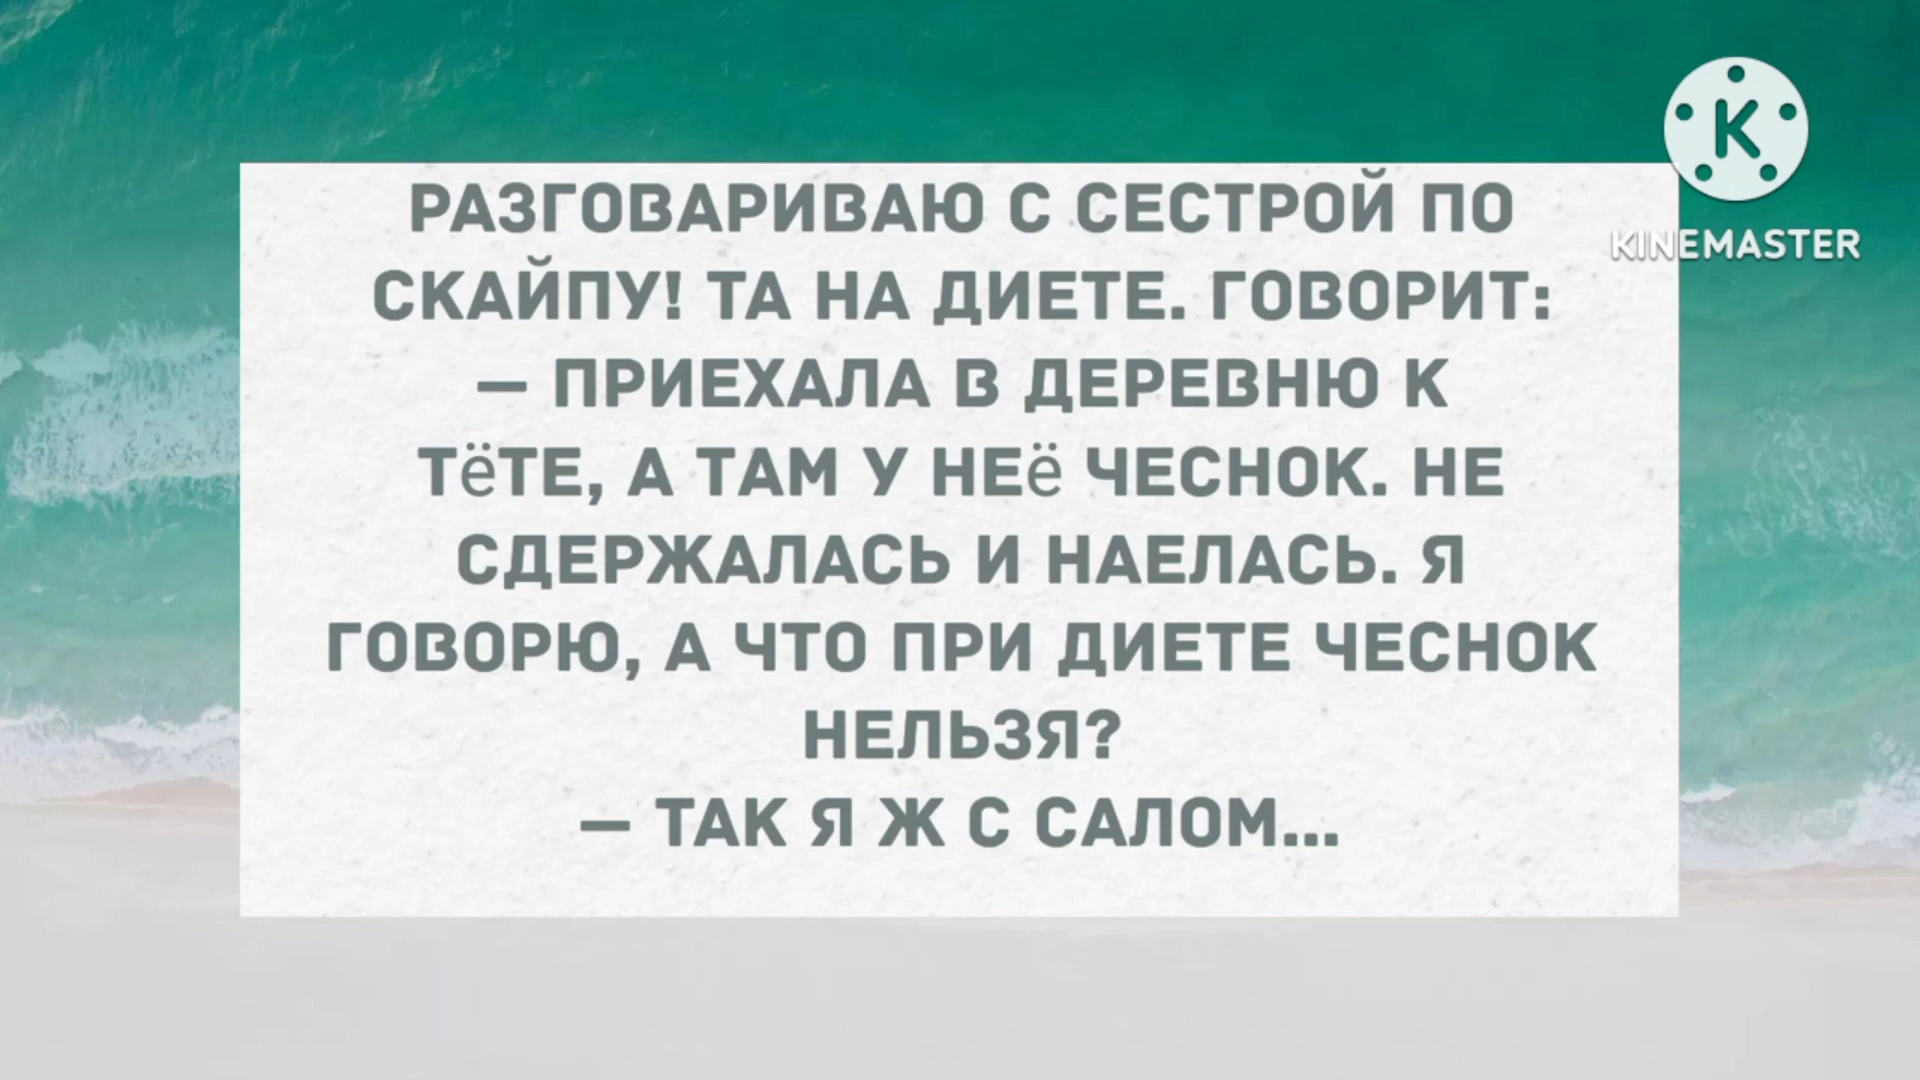 РАЗГОВАРИВАЮ С СЕСТРОЙ ПО
СКАЙПУ! ТА НА ДИЕТЕ. ГОВОРИТ:
— ПРИЕХАЛА В ДЕРЕВНЮ К
ТёТЕ, А ТАМ У НЕё ЧЕСНОК. НЕ
СДЕРЖАЛАСЬ И НАЕЛАСЬ. Я
ГОВОРЮ, А ЧТО ПРИ ДИЕТЕ ЧЕСНОК
НЕЛЬЗЯ?
— ТАК Я Ж С САЛОМ...
K
KINEMASTER